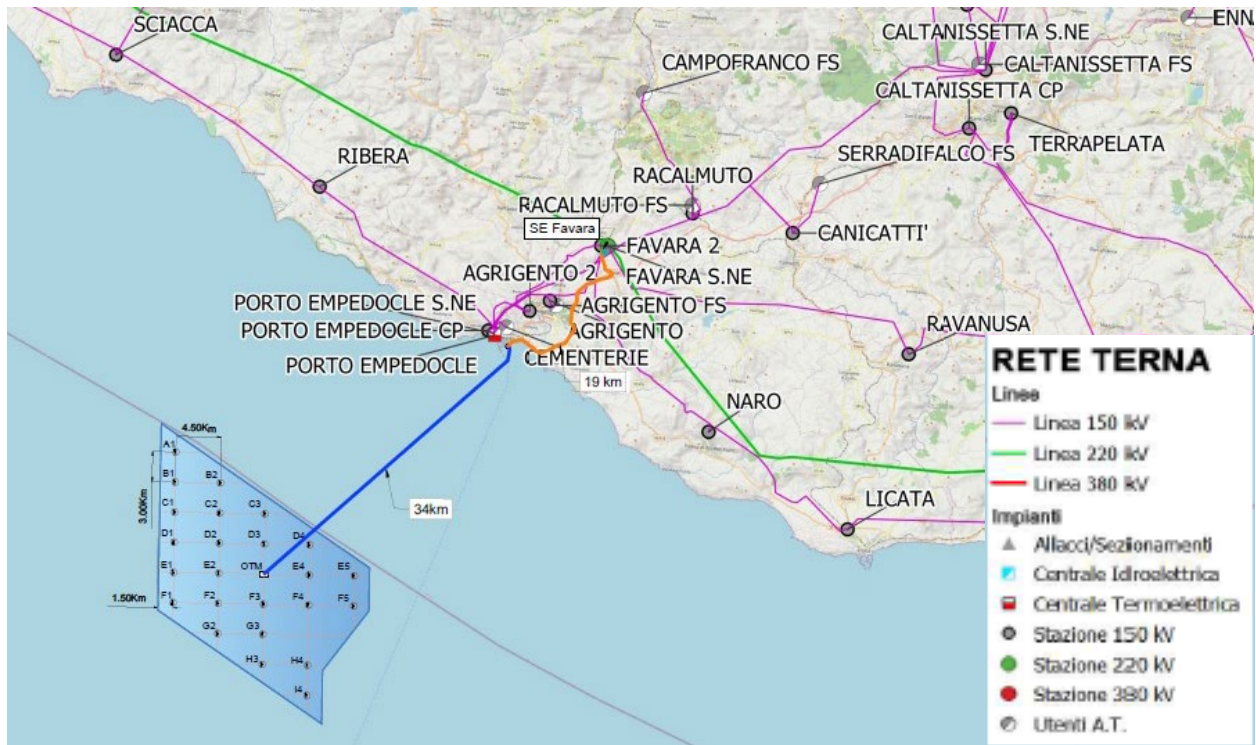 SCIACCA
CALTANISSETTA S.NE
ENN
CAMPOFRANCO FS
CALTANISSETTA FS
CALTANISSETTA CP
TERRAPELATA
RIBERA
SERRADIFALCO FS
RACALMUTO
RACALMUTO FS
SE Favara
CANICATTI'
FAVARA 2
AGRIGENTO 2
FAVARA S.NE
PORTO EMPEDOCLE S.NE
AGRIGENTO FS
PORTO EMPEDOCLE CP
AGRIGENTO
RAVANUSA
PORTO EMPEDOCLE
CEMENTERIE
19 km
NARO
LICATA
34km
4.50Km
3.00Km
1.50Km
A1
B1 B2
C1 C2 C3
D1 D2 D3 D4
E1 E2 OTM E4 E5
F1 F2 F3 F4 F5
G2 G3
H3 H4
I4
RETE TERNA
Linee
Linea 150 kV
Linea 220 kV
Linea 380 kV
Impianti
Allacci/Sezionamenti
Centrale Idroelettrica
Centrale Termoelettrica
Stazione 150 kV
Stazione 220 kV
Stazione 380 kV
Utenti A.T.